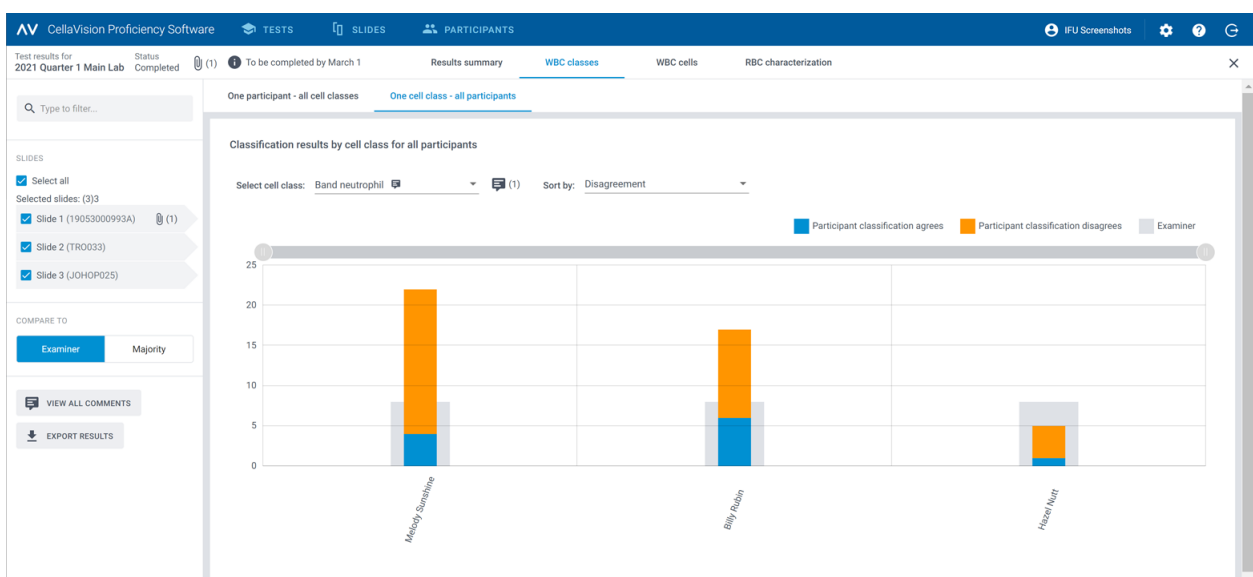 CellaVision Proficiency Software TESTS SLIDES PARTICIPANTS IFU Screenshots
Test results for
2021 Quarter 1 Main Lab
Status
Completed
(1)
To be completed by March 1
Results summary WBC classes WBC cells RBC characterization
Type to filter...
SLIDES
Select all
Selected slides: (3)3
Slide 1 (19053000993A) (1)
Slide 2 (TRO033)
Slide 3 (JOHOP025)
COMPARE TO
Examiner Majority
VIEW ALL COMMENTS
EXPORT RESULTS
One participant - all cell classes One cell class - all participants
Classification results by cell class for all participants
Select cell class: Band neutrophil (1) Sort by: Disagreement
Participant classification agrees Participant classification disagrees Examiner
25
20
15
10
5
0
Melody Sunshine
Billy Rubin
Hazel Nutt